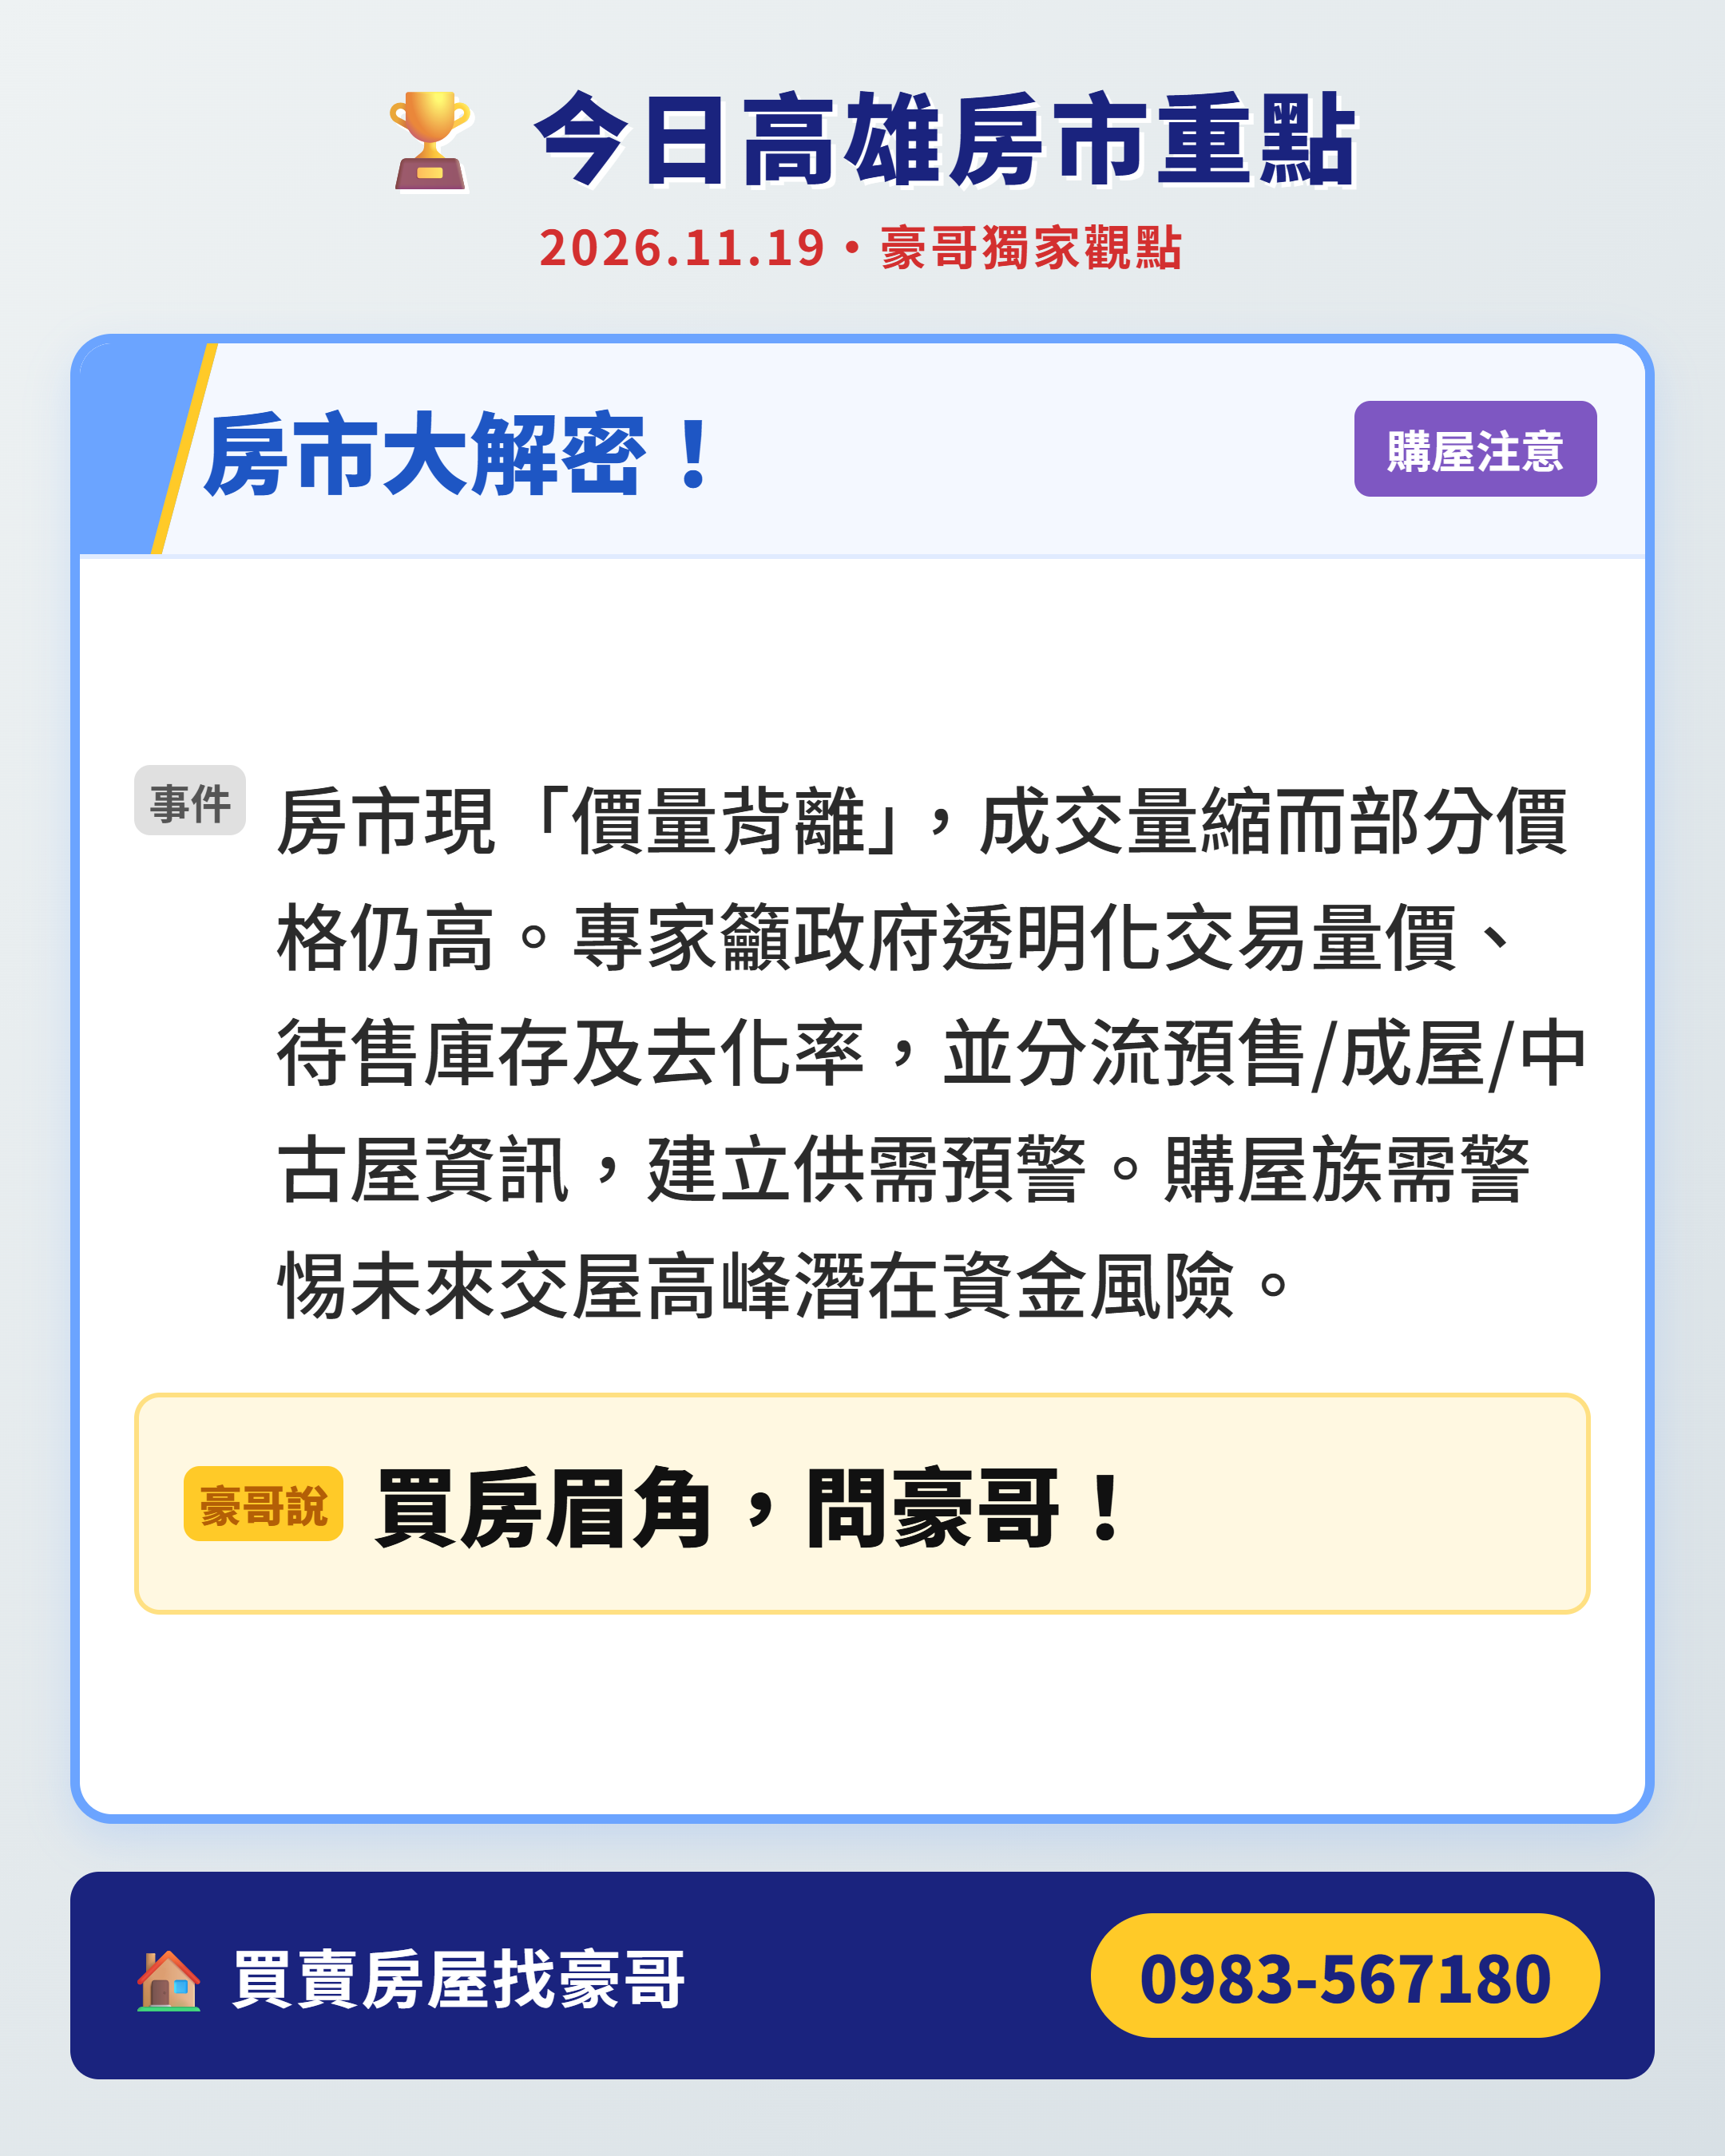 今日高雄房市重點
2026.11.19・豪哥獨家觀點
房市大解密！
購屋注意
事件
房市現「價量背離」，成交量縮而部分價
格仍高。專家籲政府透明化交易量價、
待售庫存及去化率，並分流預售/成屋/中
古屋資訊，建立供需預警。購屋族需警
惕未來交屋高峰潛在資金風險。
豪哥說
買房眉角，問豪哥！
買賣房屋找豪哥
0983-567180